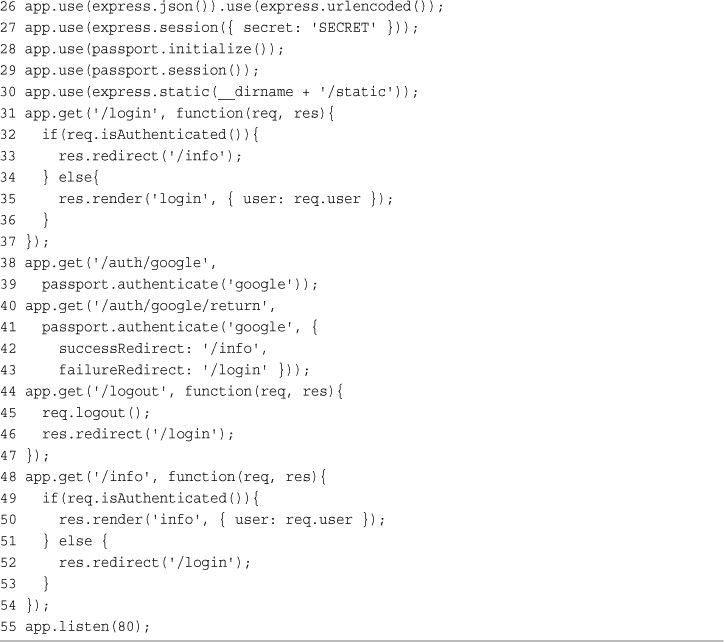 26 app.use(express.json()).use(express.urlencoded());
27 app.use(express.session({ secret: 'SECRET' }));
28 app.use(passport.initialize());
29 app.use(passport.session());
30 app.use(express.static(__dirname + '/static'));
31 app.get('/login', function(req, res){
32   if(req.isAuthenticated()){
33     res.redirect('/info');
34   } else{
35     res.render('login', { user: req.user });
36   }
37 });
38 app.get('/auth/google',
39   passport.authenticate('google'));
40 app.get('/auth/google/return',
41   passport.authenticate('google', {
42     successRedirect: '/info',
43     failureRedirect: '/login' }));
44 app.get('/logout', function(req, res){
45   req.logout();
46   res.redirect('/login');
47 });
48 app.get('/info', function(req, res){
49   if(req.isAuthenticated()){
50     res.render('info', { user: req.user });
51   } else {
52     res.redirect('/login');
53   }
54 });
55 app.listen(80);